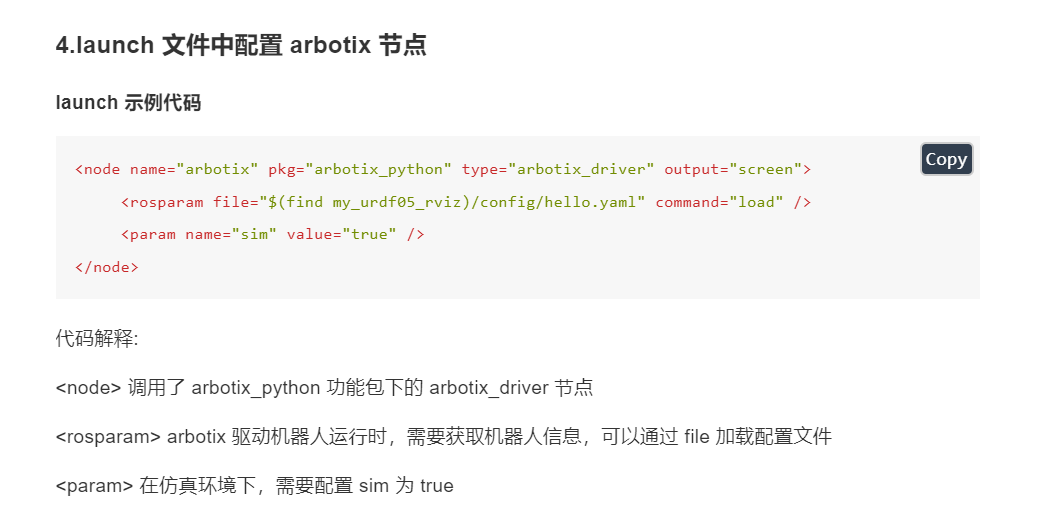 4.launch 文件中配置 arbotix 节点
launch 示例代码
Copy
<node name="arbotix" pkg="arbotix_python" type="arbotix_driver" output="screen">
<rosparam file="$(find my_urdf05_rviz)/config/hello.yaml" command="load" />
<param name="sim" value="true" />
</node>
代码解释:
<node> 调用了 arbotix_python 功能包下的 arbotix_driver 节点
<rosparam> arbotix 驱动机器人运行时，需要获取机器人信息，可以通过 file 加载配置文件
<param> 在仿真环境下，需要配置 sim 为 true